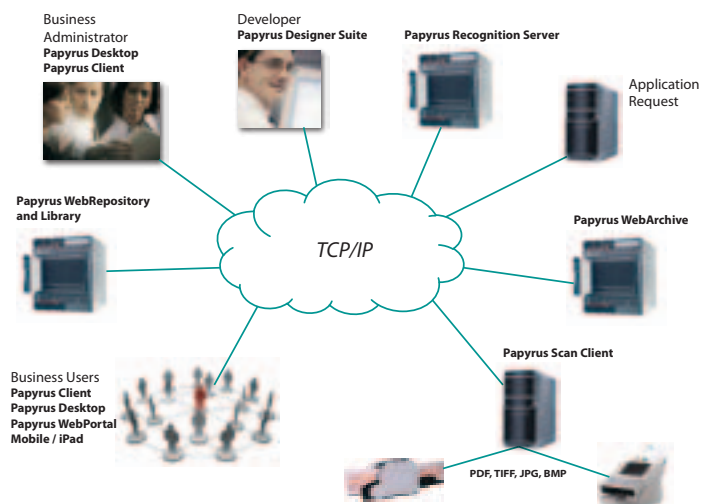 Business
Administrator
Papyrus Desktop
Papyrus Client
Developer
Papyrus Designer Suite
Papyrus Recognition Server
Application
Request
Papyrus WebRepository
and Library
TCP/IP
Papyrus WebArchive
Business Users
Papyrus Client
Papyrus Desktop
Papyrus WebPortal
Mobile / iPad
Papyrus Scan Client
PDF, TIFF, JPG, BMP